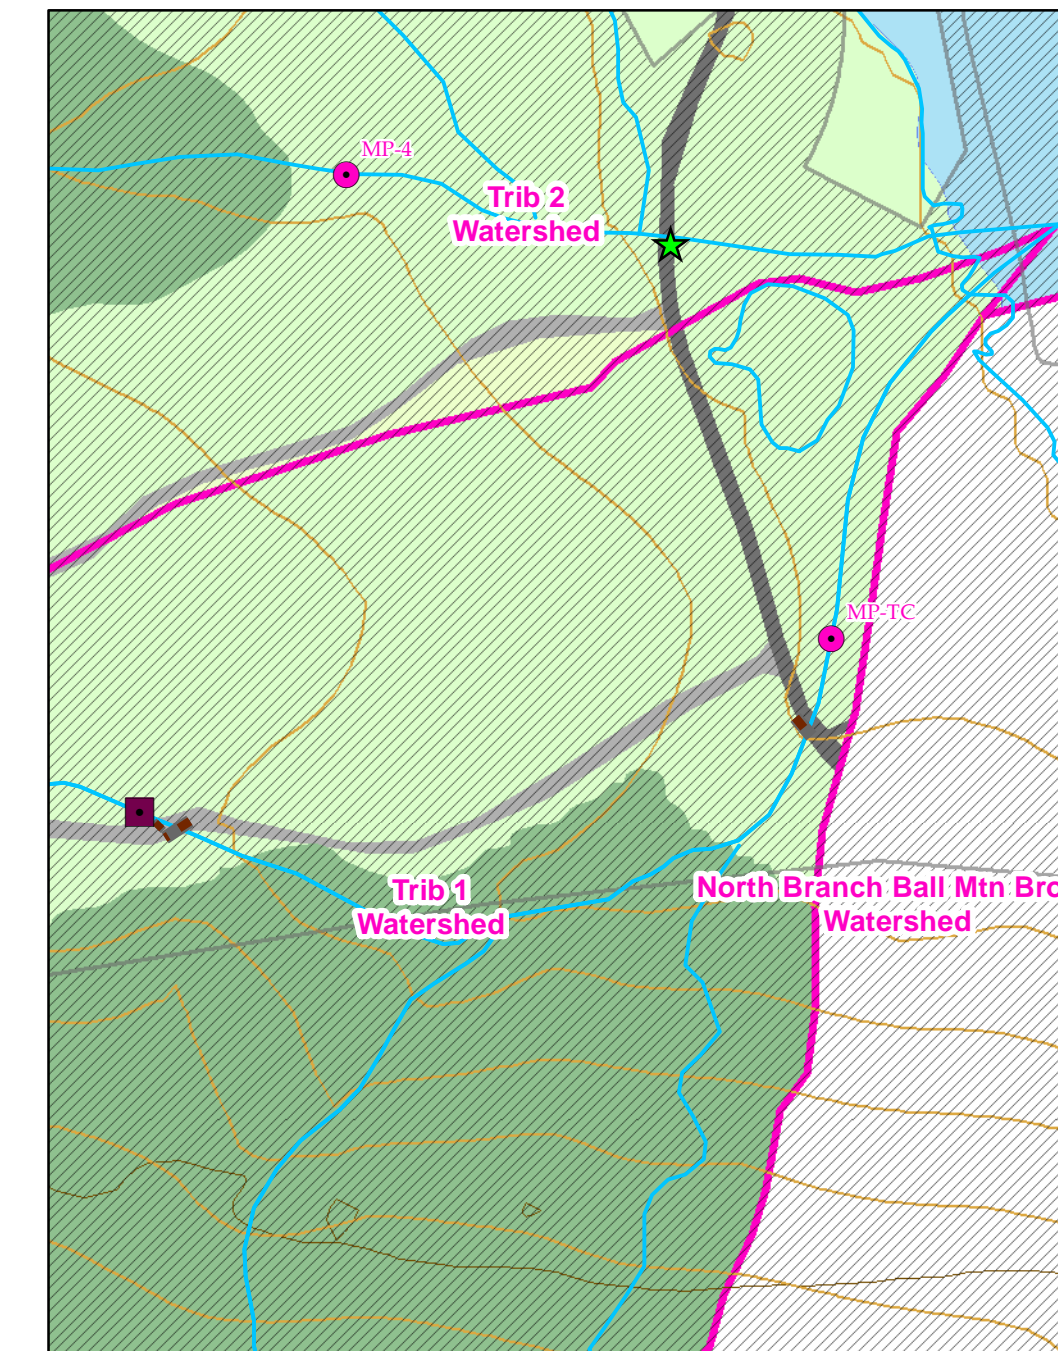 MP-4
Trib 2
Watershed
MP-TC
Trib 1
Watershed
North Branch Ball Mtn Bro
Watershed